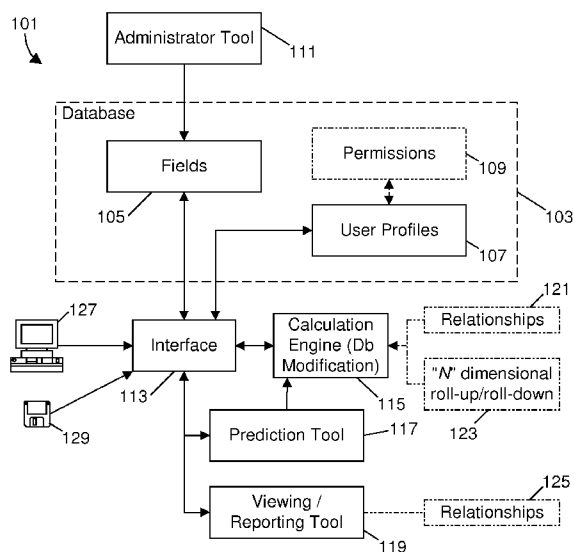 101
Administrator Tool
111
Database
Fields
105
Permissions
109
User Profiles
107
103
127
129
Interface
113
Calculation
Engine (Db
Modification)
115
121
Relationships
"N" dimensional
roll-up/roll-down
123
Prediction Tool
117
Viewing /
Reporting Tool
119
125
Relationships